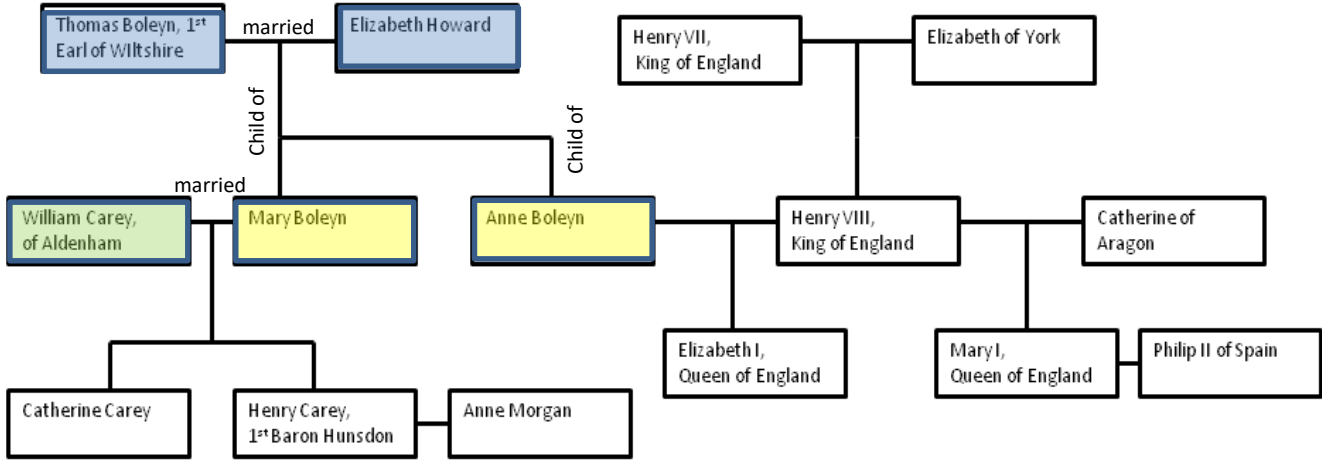 Thomas Boleyn, 1st
Earl of WIltshire
married
Elizabeth Howard
Henry VII,
King of England
Elizabeth of York
Child of
Child of
married
William Carey,
of Aldenham
Mary Boleyn
Anne Boleyn
Henry VIII,
King of England
Catherine of
Aragon
Elizabeth I,
Queen of England
Mary I,
Queen of England
Philip II of Spain
Catherine Carey
Henry Carey,
1st Baron Hunsdon
Anne Morgan